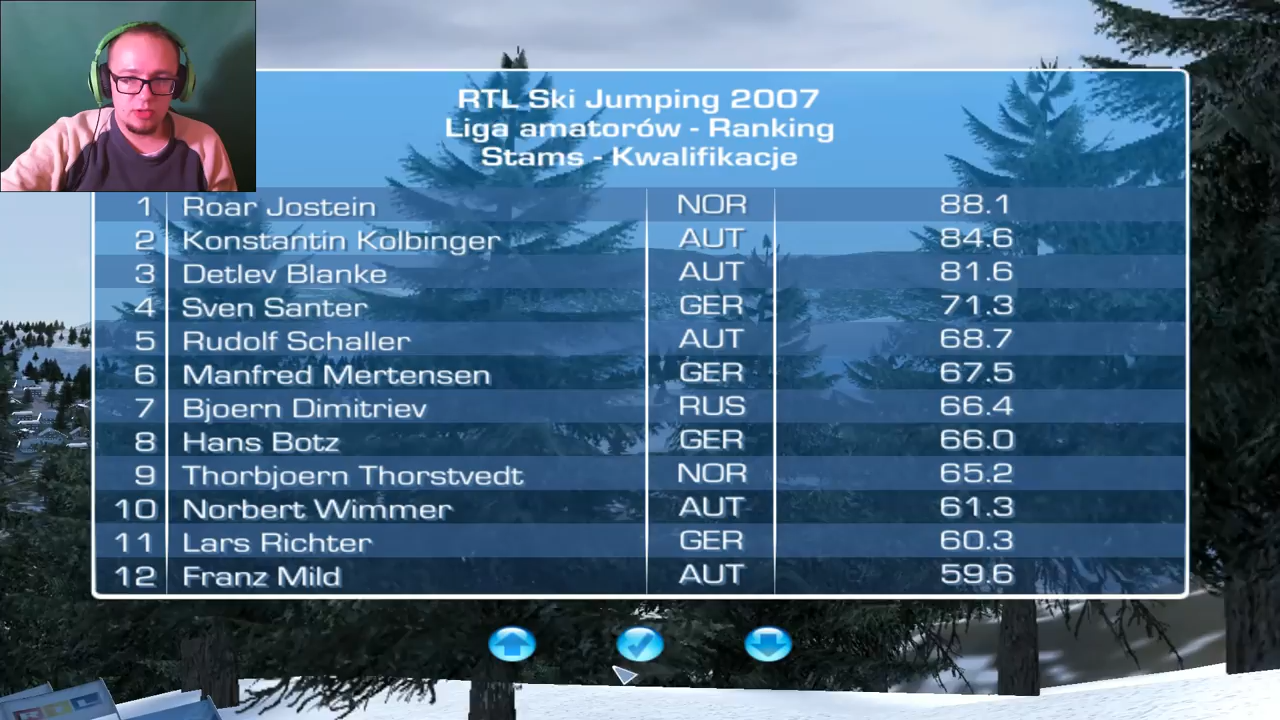 RTL Ski Jumping 2007
Liga amatorów - Ranking
Stams - Kwalifikacje
1 Roar Jostein NOR 88.1
2 Konstantin Kolbinger AUT 84.6
3 Detlev Blanke AUT 81.6
4 Sven Santer GER 71.3
5 Rudolf Schaller AUT 68.7
6 Manfred Mertensen GER 67.5
7 Bjoern Dimitriev RUS 66.4
8 Hans Botz GER 66.0
9 Thorbjoern Thorstvedt NOR 65.2
10 Norbert Wimmer AUT 61.3
11 Lars Richter GER 60.3
12 Franz Mild AUT 59.6